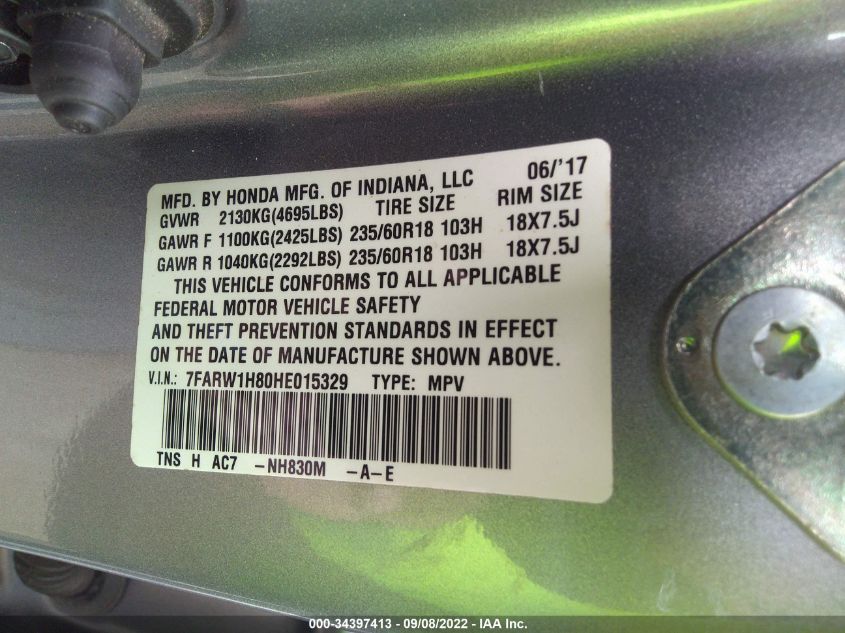 MFD. BY HONDA MFG. OF INDIANA, LLC 06/'17
GVWR 2130KG(4695LBS) TIRE SIZE RIM SIZE
GAWR F 1100KG(2425LBS) 235/60R18 103H 18X7.5J
GAWR R 1040KG(2292LBS) 235/60R18 103H 18X7.5J
THIS VEHICLE CONFORMS TO ALL APPLICABLE
FEDERAL MOTOR VEHICLE SAFETY
AND THEFT PREVENTION STANDARDS IN EFFECT
ON THE DATE OF MANUFACTURE SHOWN ABOVE.
V.I.N.: 7FARW1H80HE015329 TYPE: MPV
TNS H AC7 -NH830M -A-E
000-34397413 - 09/08/2022 - IAA Inc.